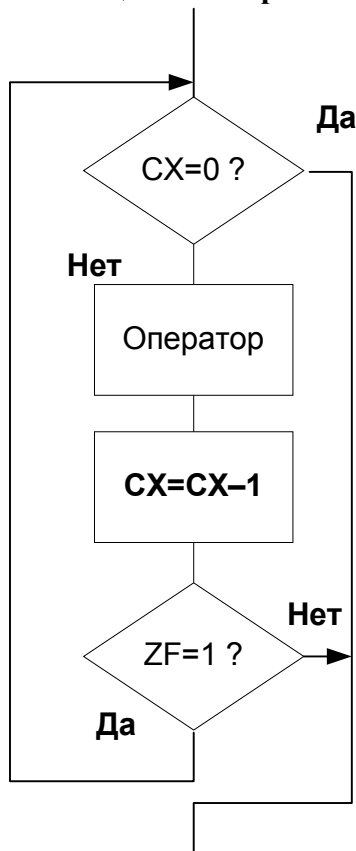 Да
CX=0 ?
Нет
Оператор
CX=CX–1
Нет
ZF=1 ?
Да